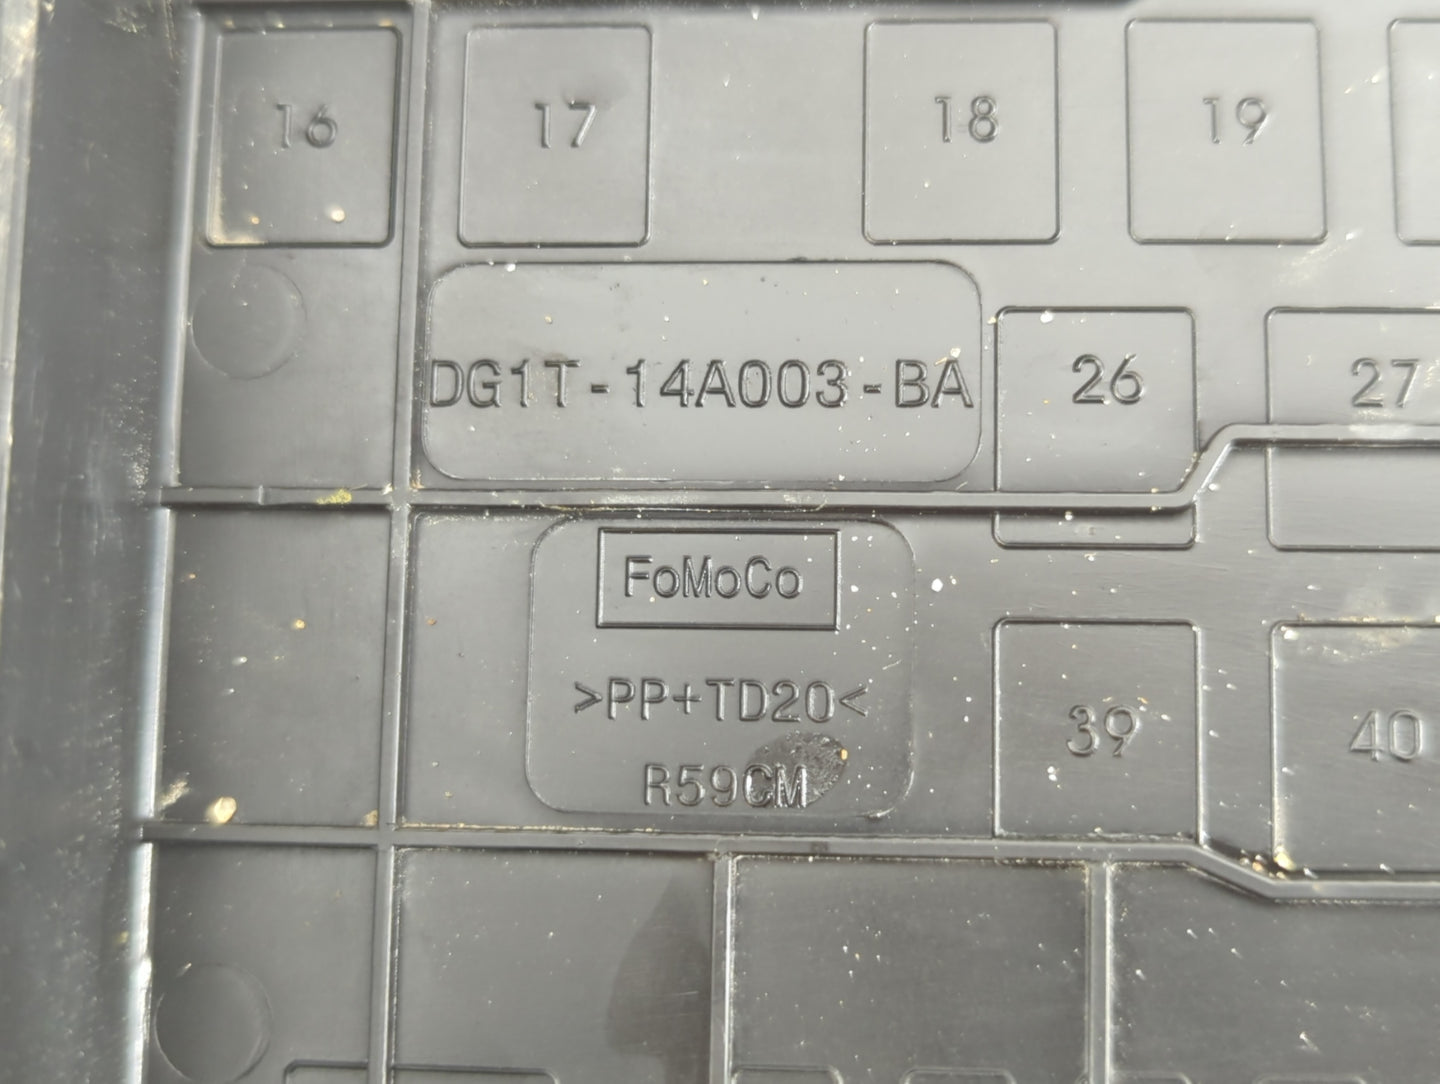 16 17 18 19
DG1T-14A003-BA 26 27
FoMoCo
>PP+TD20< 39 40
R59CM